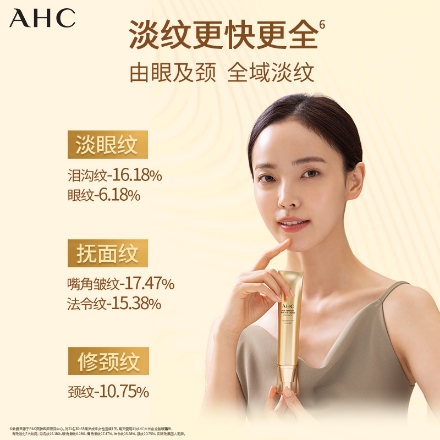 AHC
淡纹更快更全6
由眼及颈 全域淡纹
淡眼纹
泪沟纹-16.18%
眼纹-6.18%
抚面纹
嘴角皱纹-17.47%
法令纹-15.38%
修颈纹
颈纹-10.75%
AHC